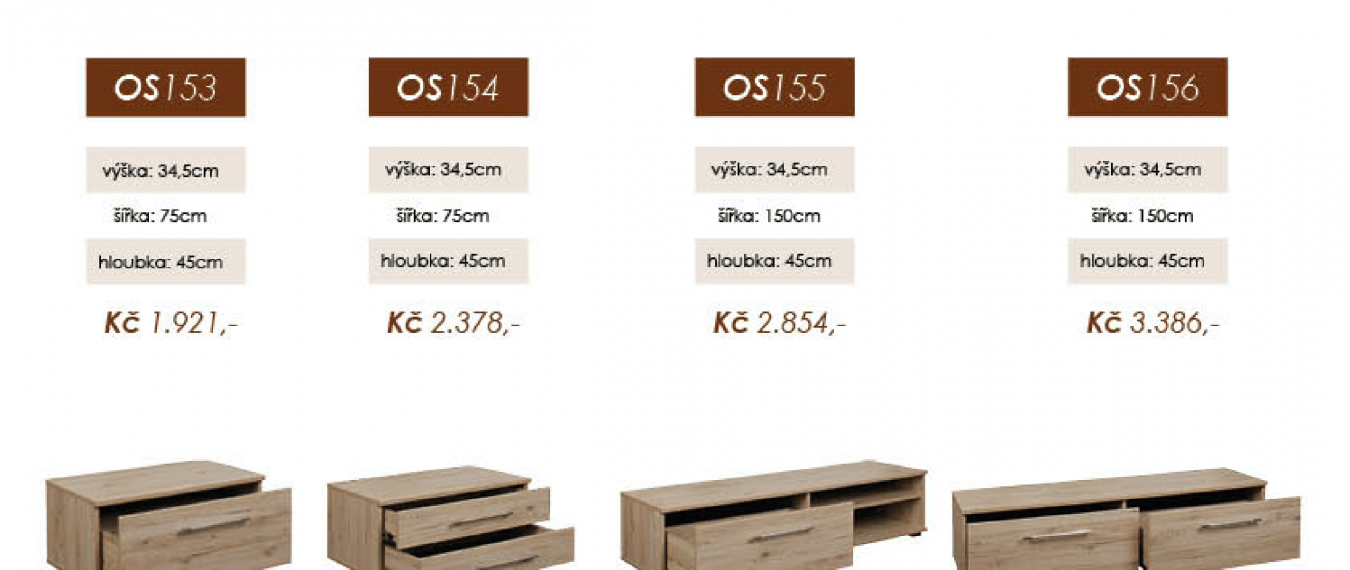 OS153
výška: 34,5cm
šířka: 75cm
hloubka: 45cm
Kč 1.921,-
OS154
výška: 34,5cm
šířka: 75cm
hloubka: 45cm
Kč 2.378,-
OS155
výška: 34,5cm
šířka: 150cm
hloubka: 45cm
Kč 2.854,-
OS156
výška: 34,5cm
šířka: 150cm
hloubka: 45cm
Kč 3.386,-